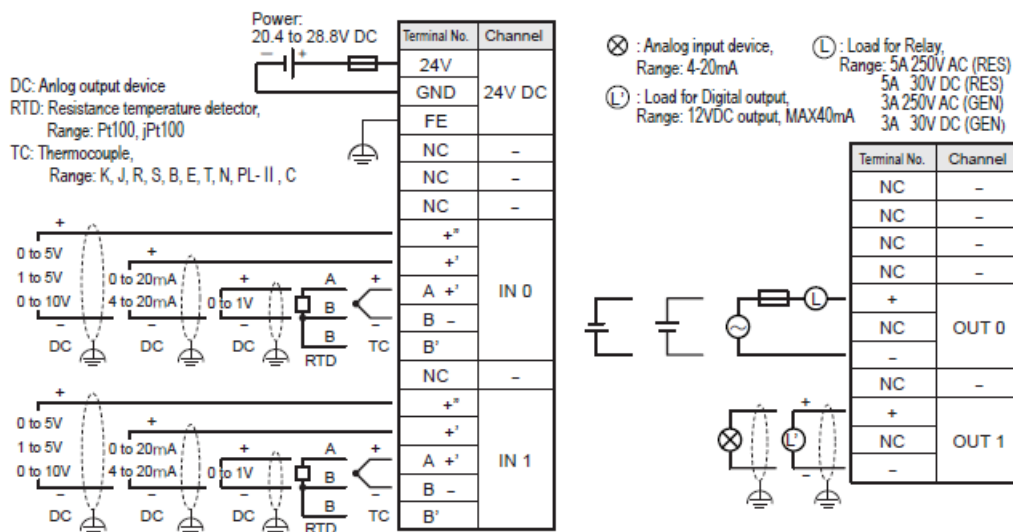 Power:
20.4 to 28.8V DC
− +
DC: Anlog output device
RTD: Resistance temperature detector,
Range: Pt100, jPt100
TC: Thermocouple,
Range: K, J, R, S, B, E, T, N, PL-II, C
Terminal No. Channel
24V
GND 24V DC
FE
NC –
NC –
NC –
+"
+'
A +' IN 0
B –
B'
NC –
+"
+'
A +' IN 1
B –
B'
+
0 to 5V
1 to 5V
0 to 10V
−
DC
+
0 to 20mA
4 to 20mA
−
DC
+
0 to 1V
−
DC
A
B
B
RTD
+
−
TC
+
0 to 5V
1 to 5V
0 to 10V
−
DC
+
0 to 20mA
4 to 20mA
−
DC
+
0 to 1V
−
DC
A
B
B
RTD
+
−
TC
: Analog input device,
Range: 4-20mA
L' : Load for Digital output,
Range: 12VDC output, MAX40mA
L : Load for Relay,
Range: 5A 250V AC (RES)
5A 30V DC (RES)
3A 250V AC (GEN)
3A 30V DC (GEN)
Terminal No. Channel
NC –
NC –
NC –
NC –
+
NC OUT 0
–
NC –
+
NC OUT 1
–
L
+
L'
−